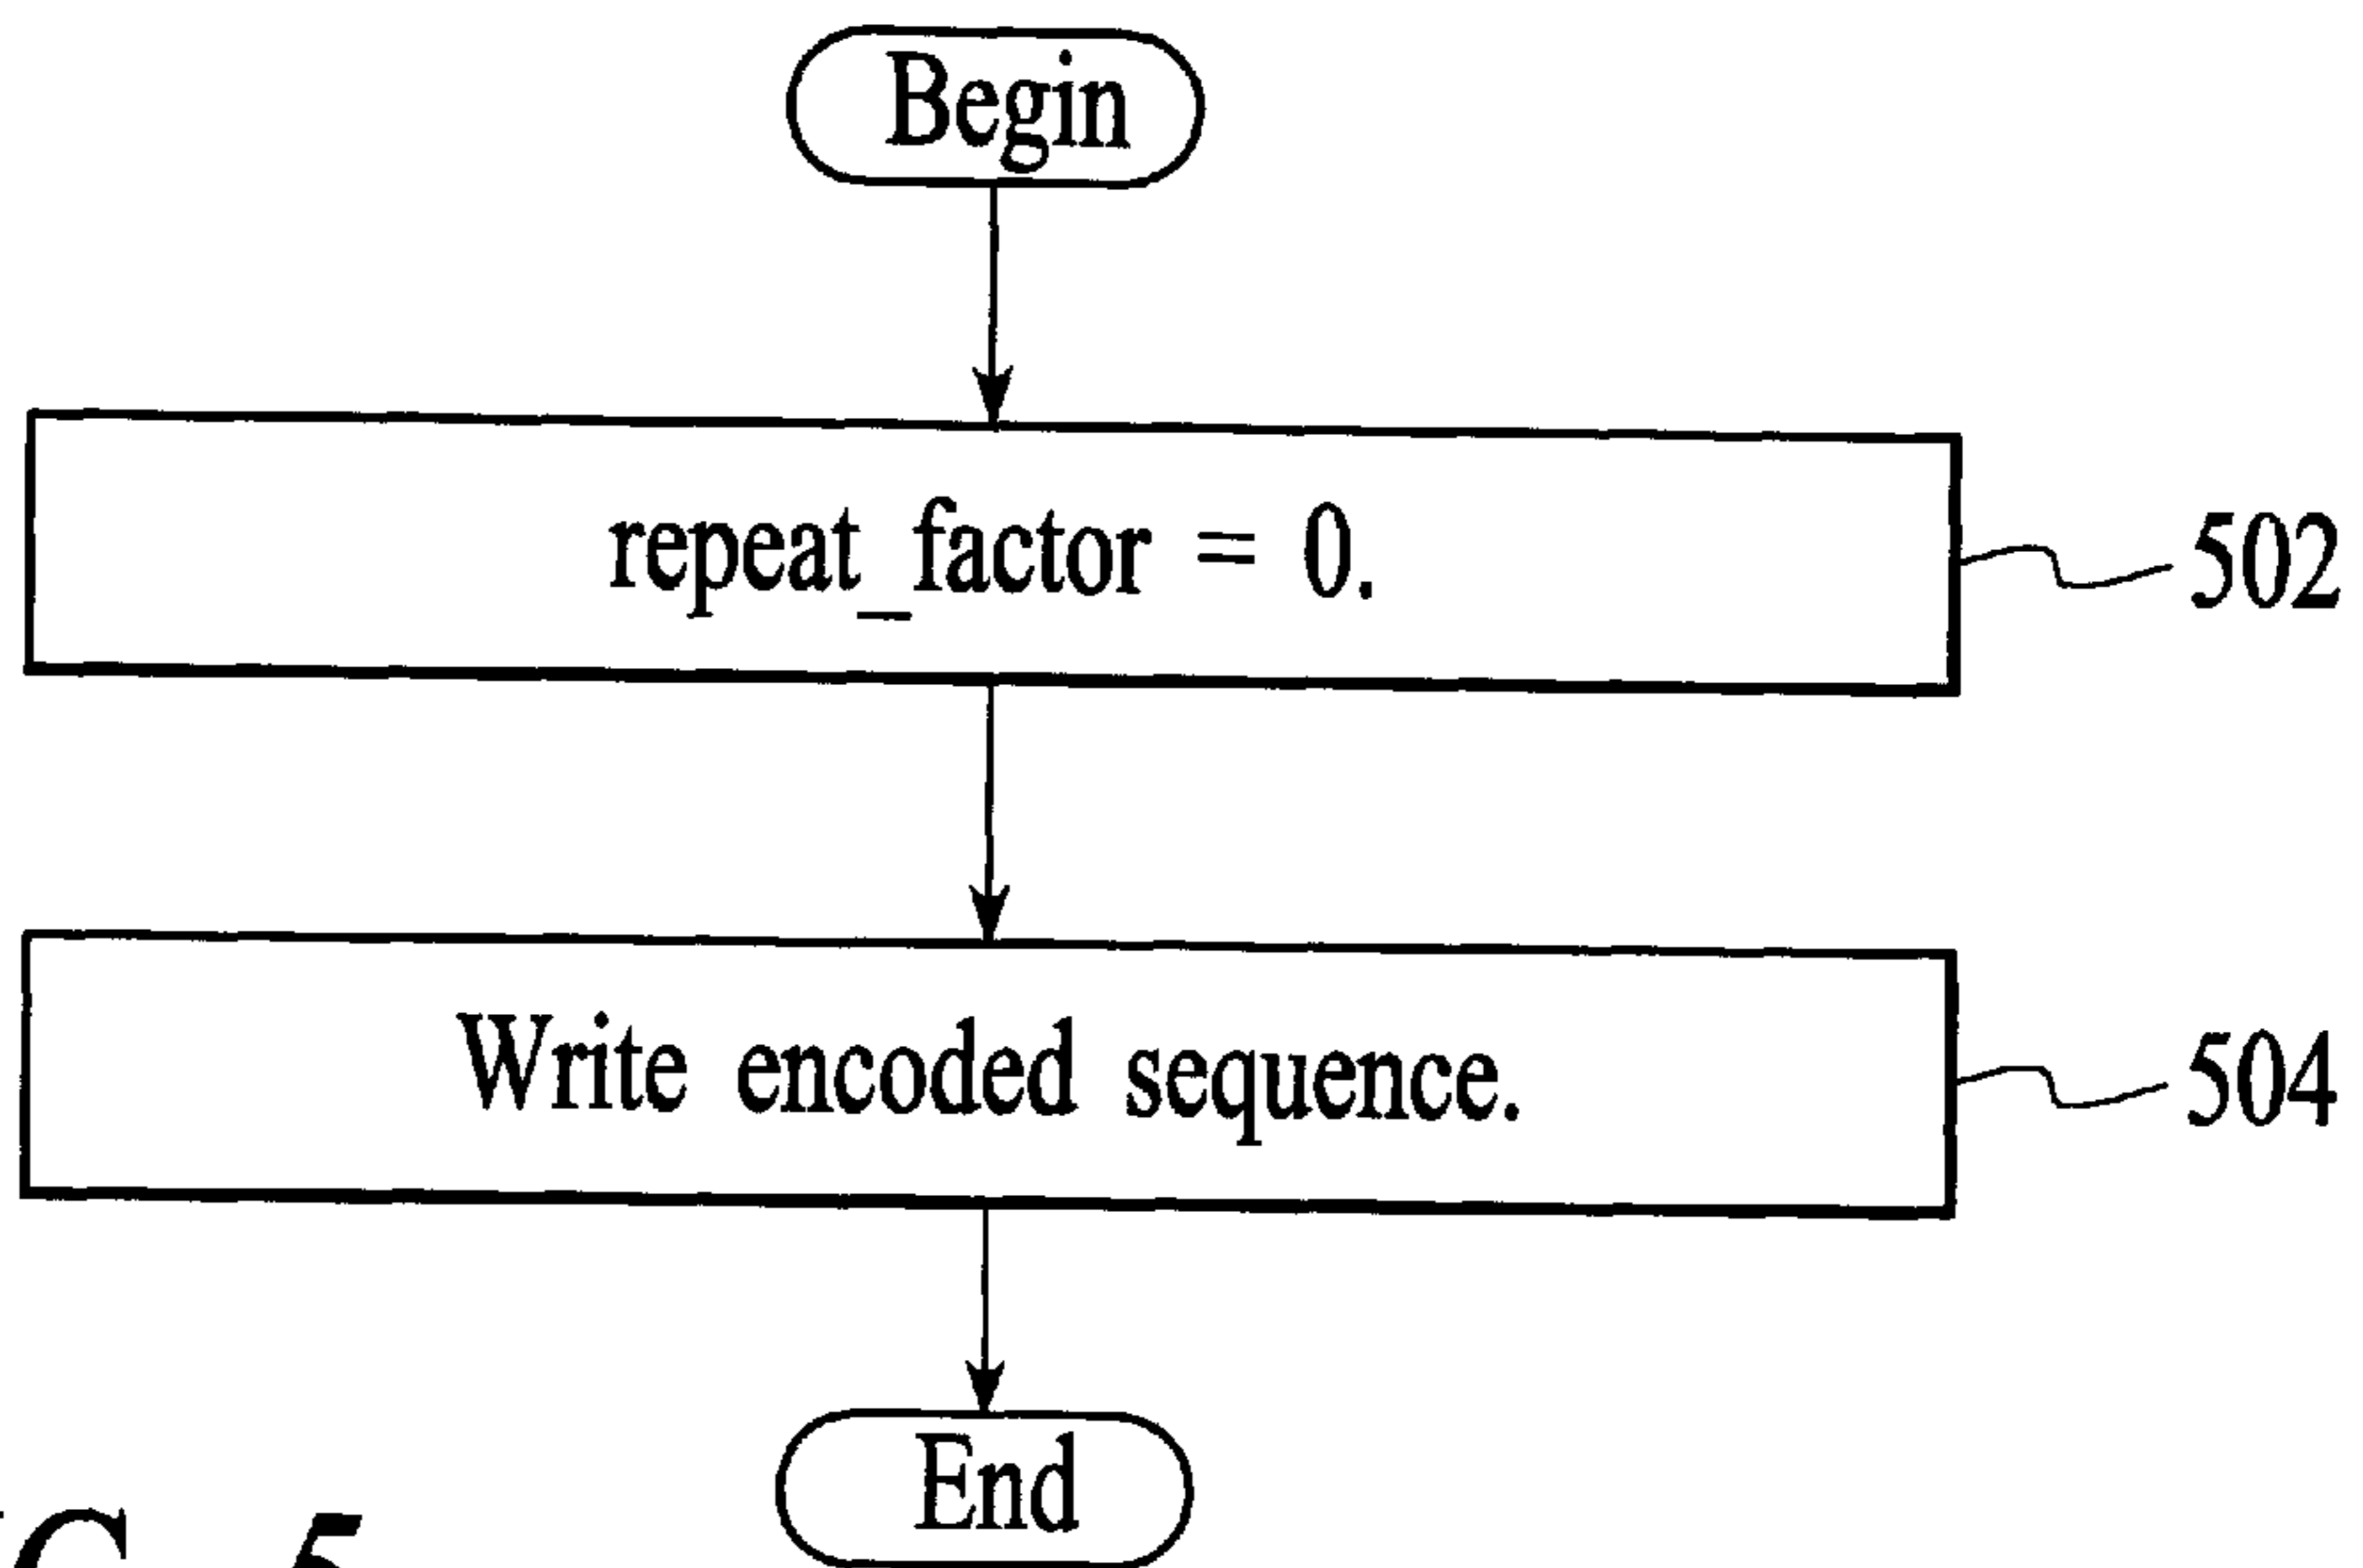 Begin
repeat_factor = 0.
502
Write encoded sequence.
504
End